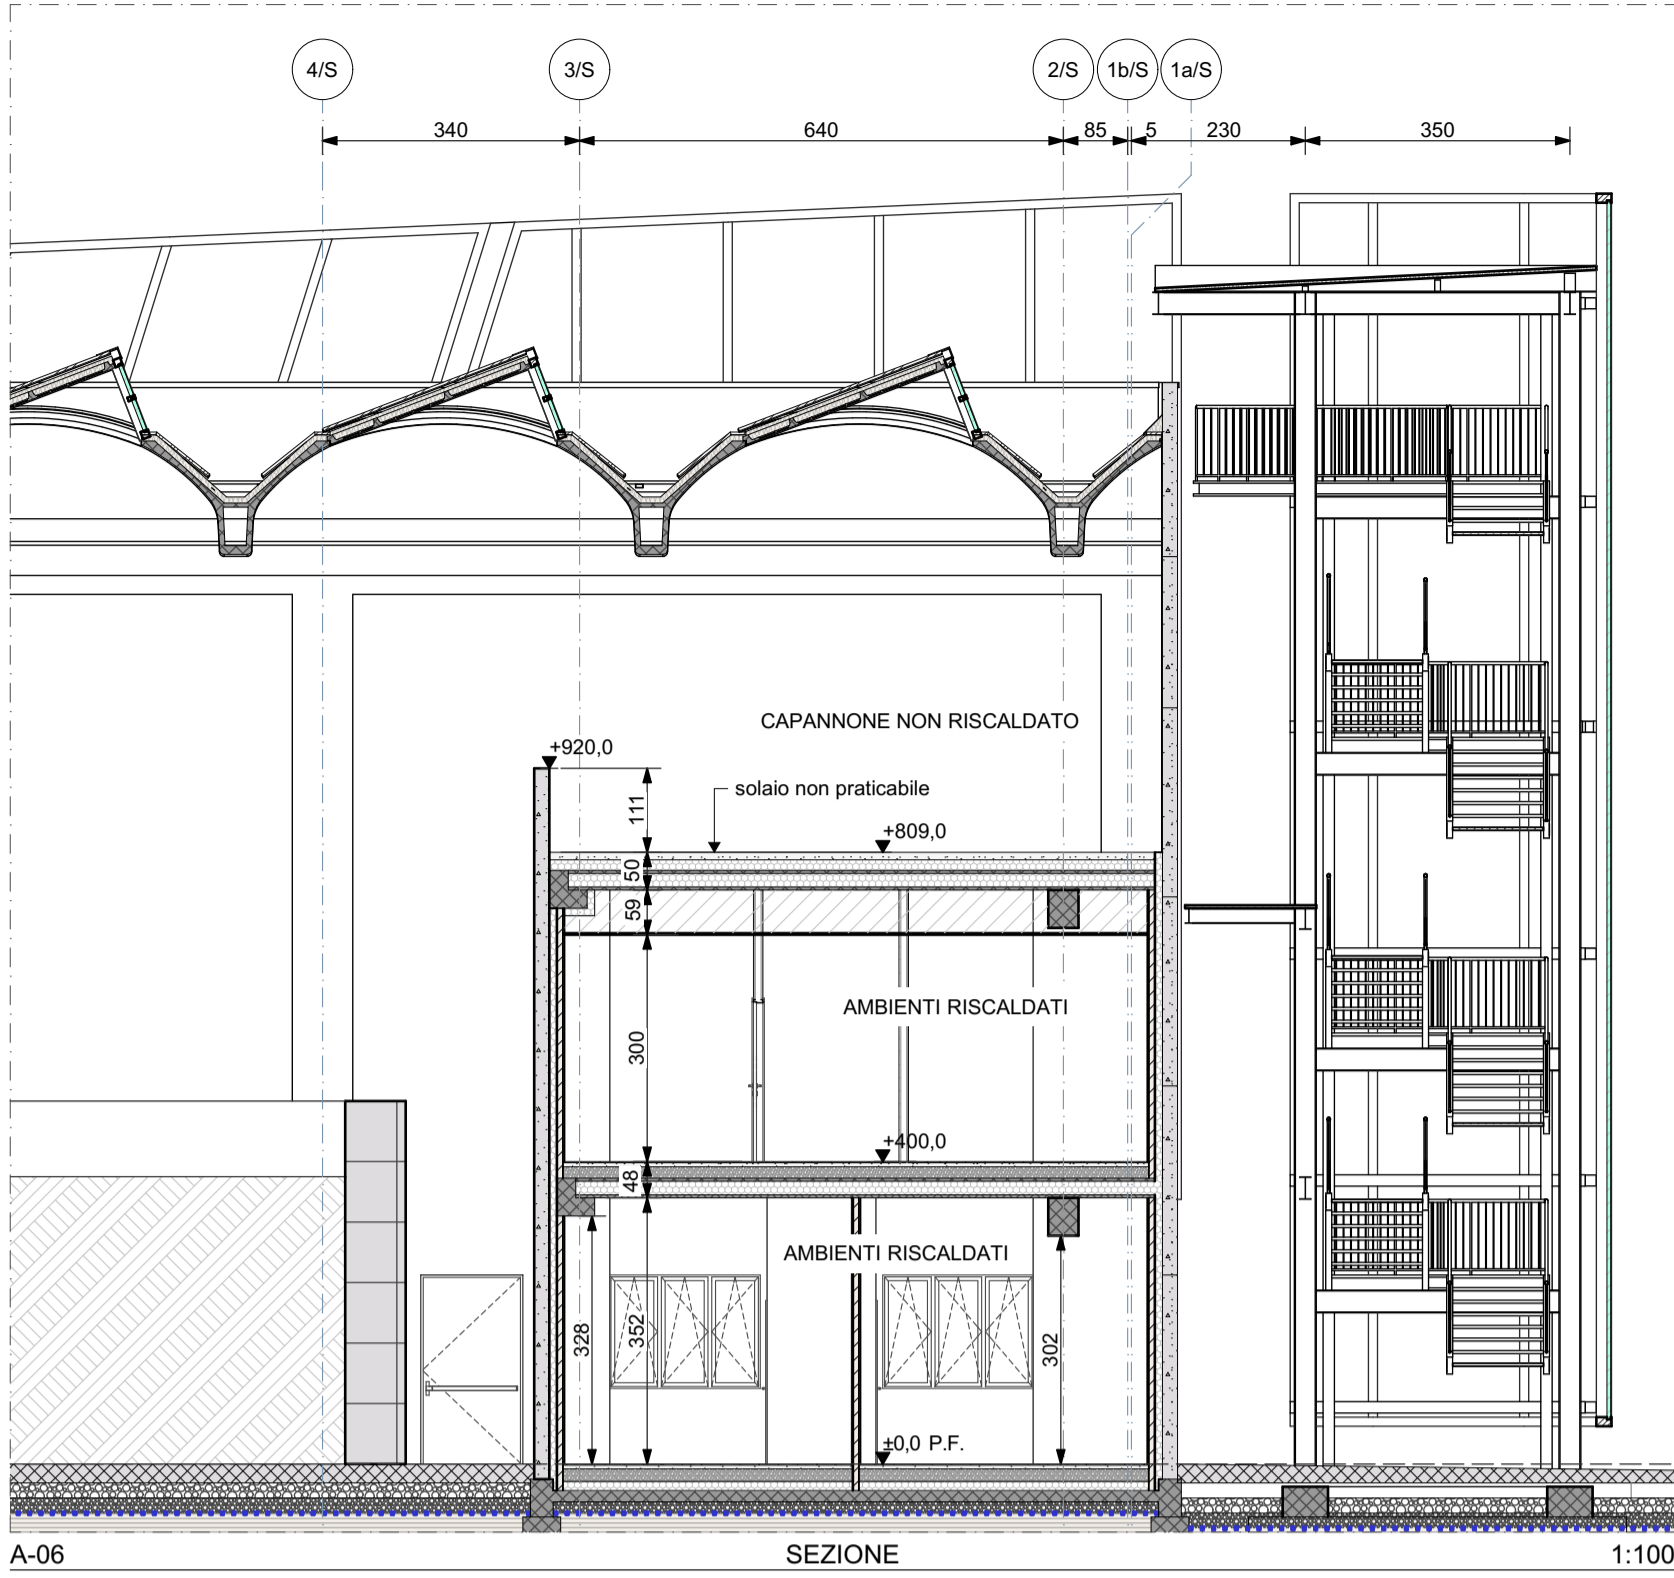 4/S 3/S 2/S 1b/S 1a/S
340 640 85 5 230 350
CAPANNONE NON RISCALDATO
+920,0
111
solaio non praticabile
+809,0
50
59
AMBIENTI RISCALDATI
300
+400,0
48
AMBIENTI RISCALDATI
328 352 302
±0,0 P.F.
A-06 SEZIONE 1:100